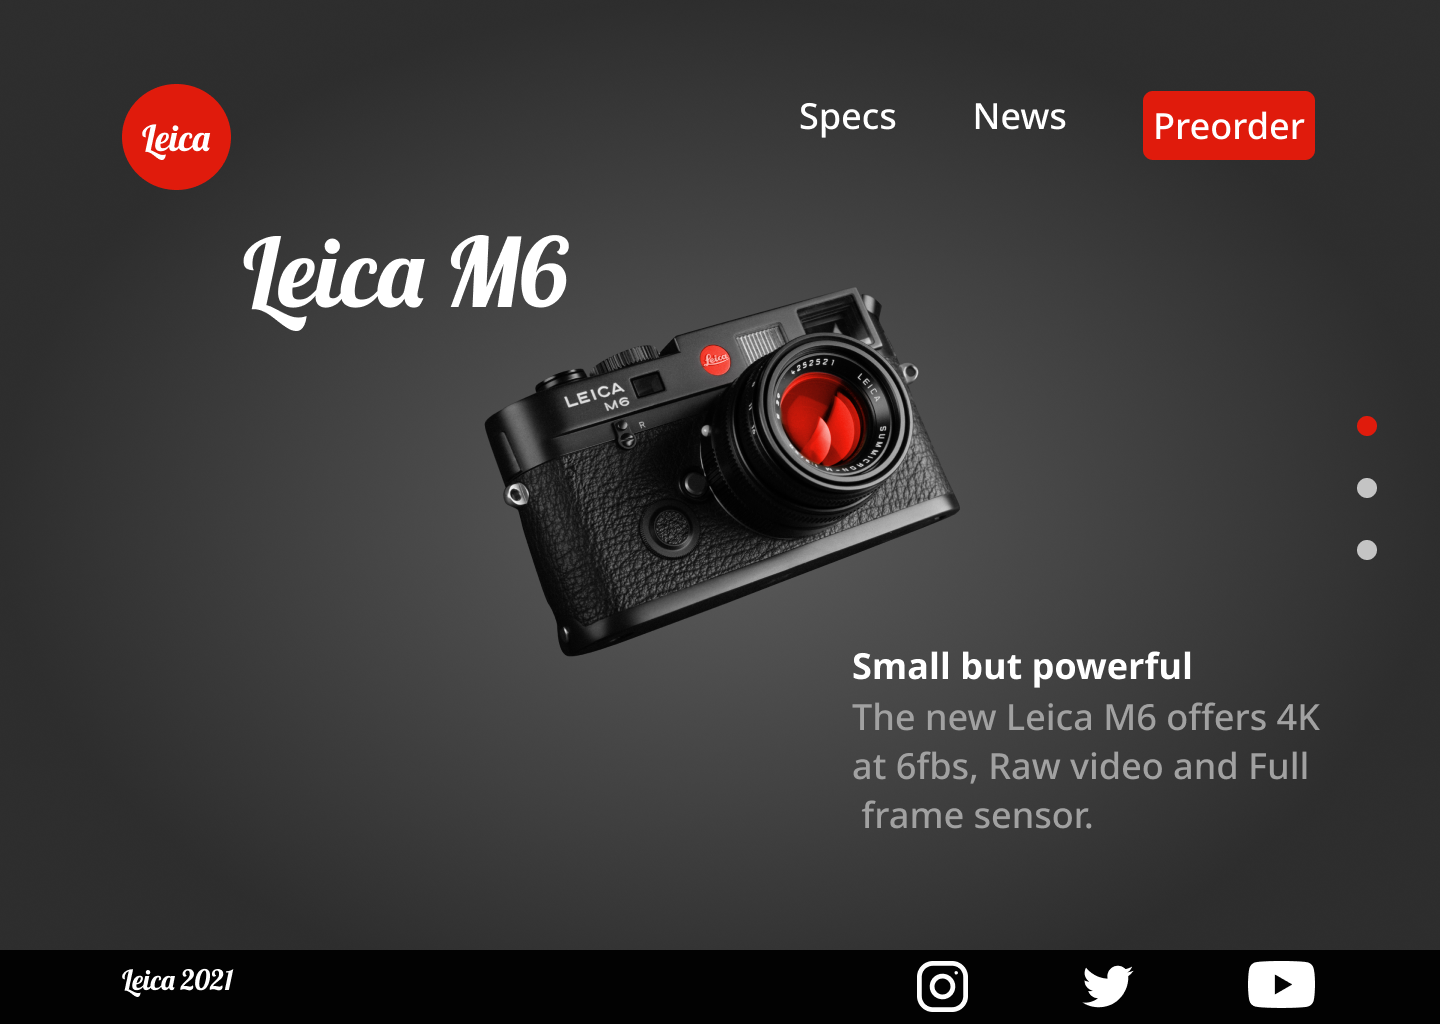 Leica
Specs
News
Preorder
Leica M6
Leica
LEICA
M6
R
4252521
LEICA
SUMMICRON-M
Small but powerful
The new Leica M6 offers 4K
at 6fbs, Raw video and Full
frame sensor.
Leica 2021